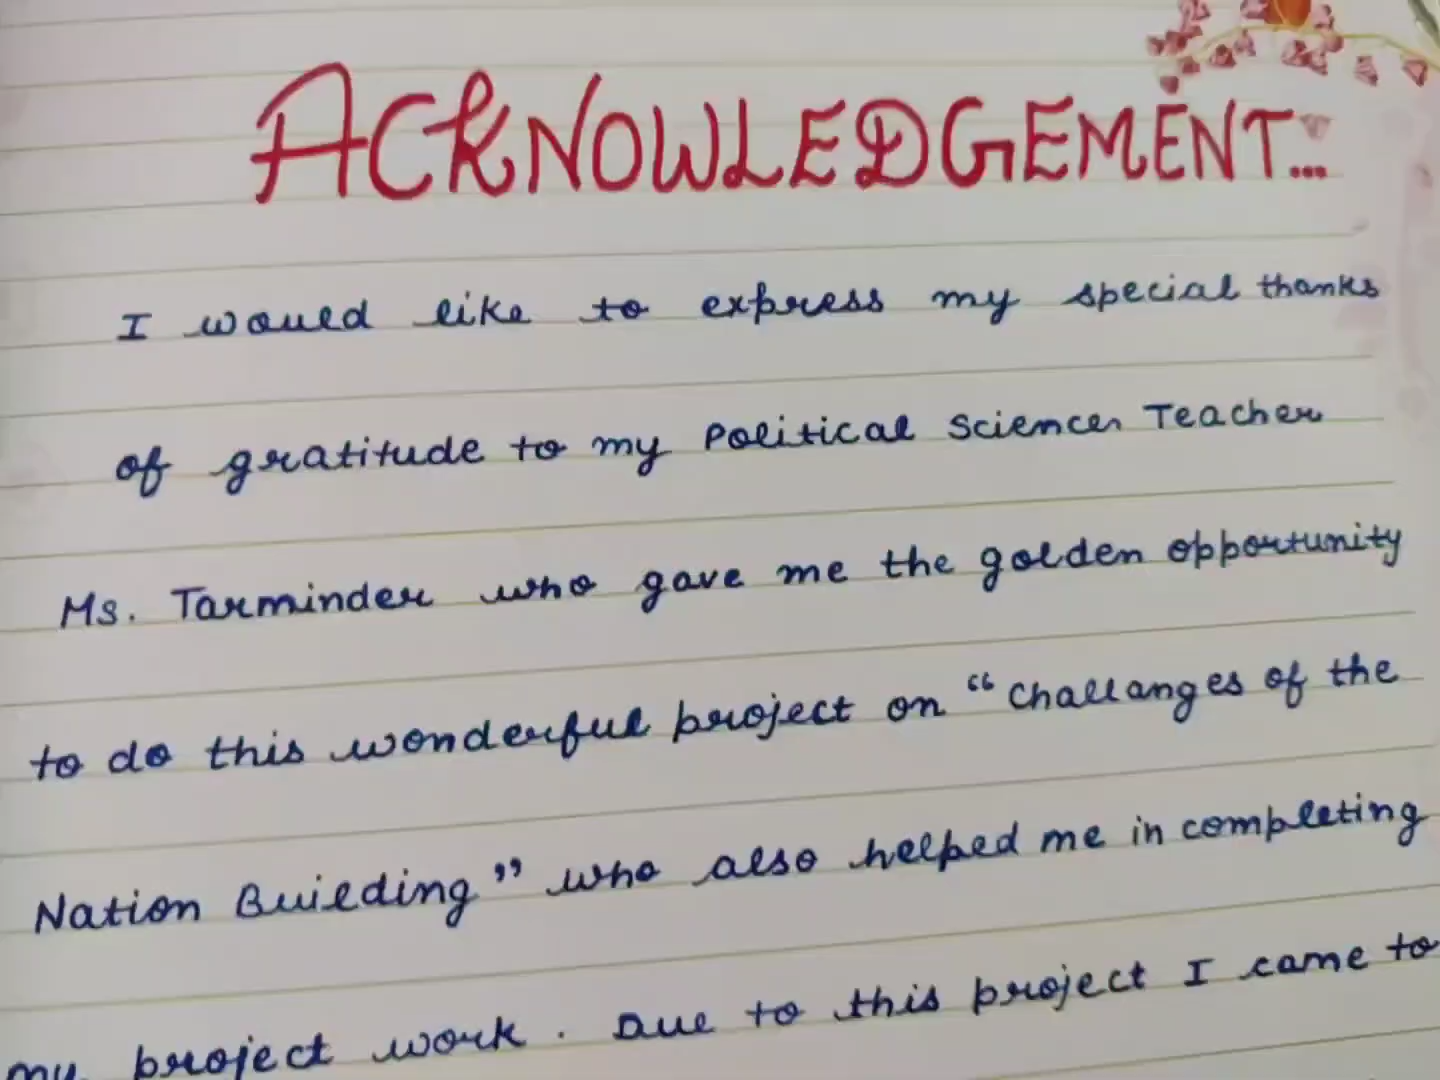 ACKNOWLEDGEMENT...
I would like to express my special thanks
of gratitude to my Political Science Teacher
Ms. Tarminder who gave me the golden opportunity
to do this wonderful project on "Challanges of the
Nation Building" who also helped me in completing
my project work. Due to this project I came to